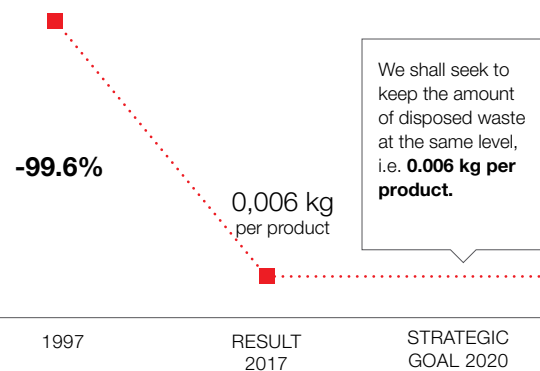 We shall seek to
keep the amount
of disposed waste
at the same level,
i.e. 0.006 kg per
product.
-99.6%
0,006 kg
per product
1997
RESULT
2017
STRATEGIC
GOAL 2020